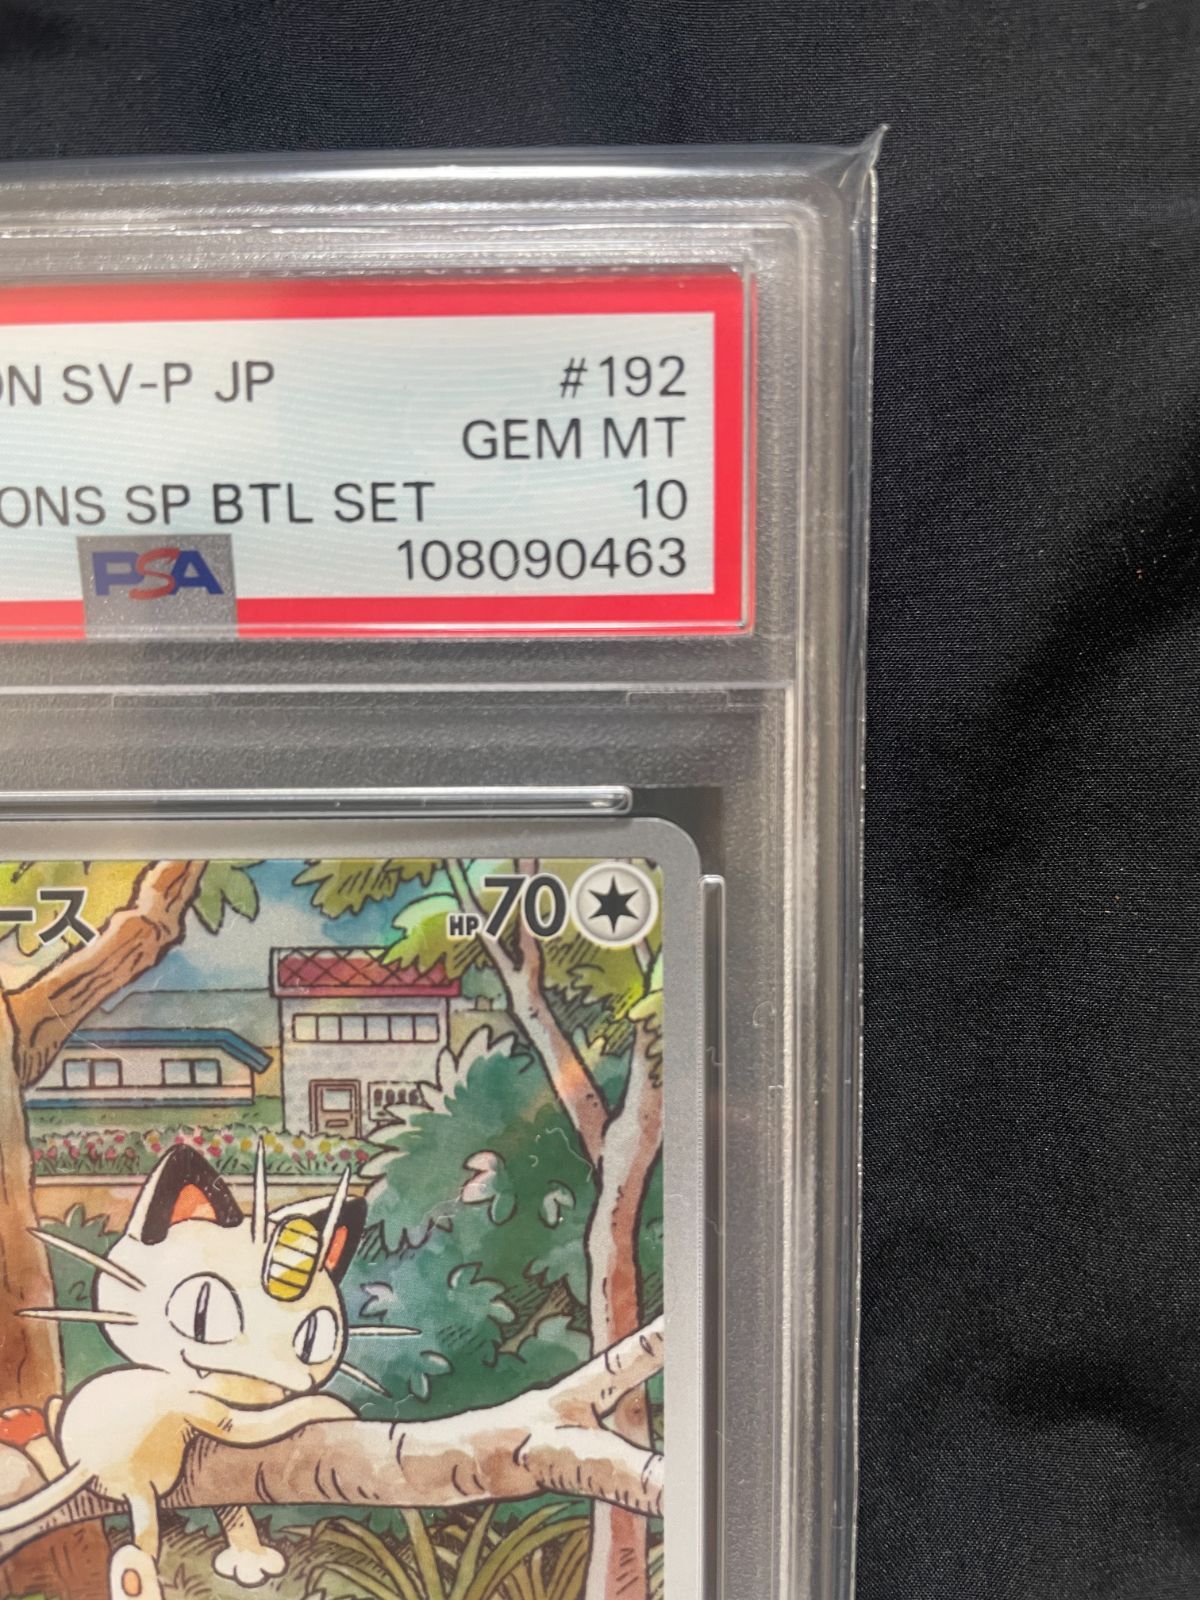 ON SV-P JP #192
GEM MT
ONS SP BTL SET 10
PSA 108090463
ース HP70